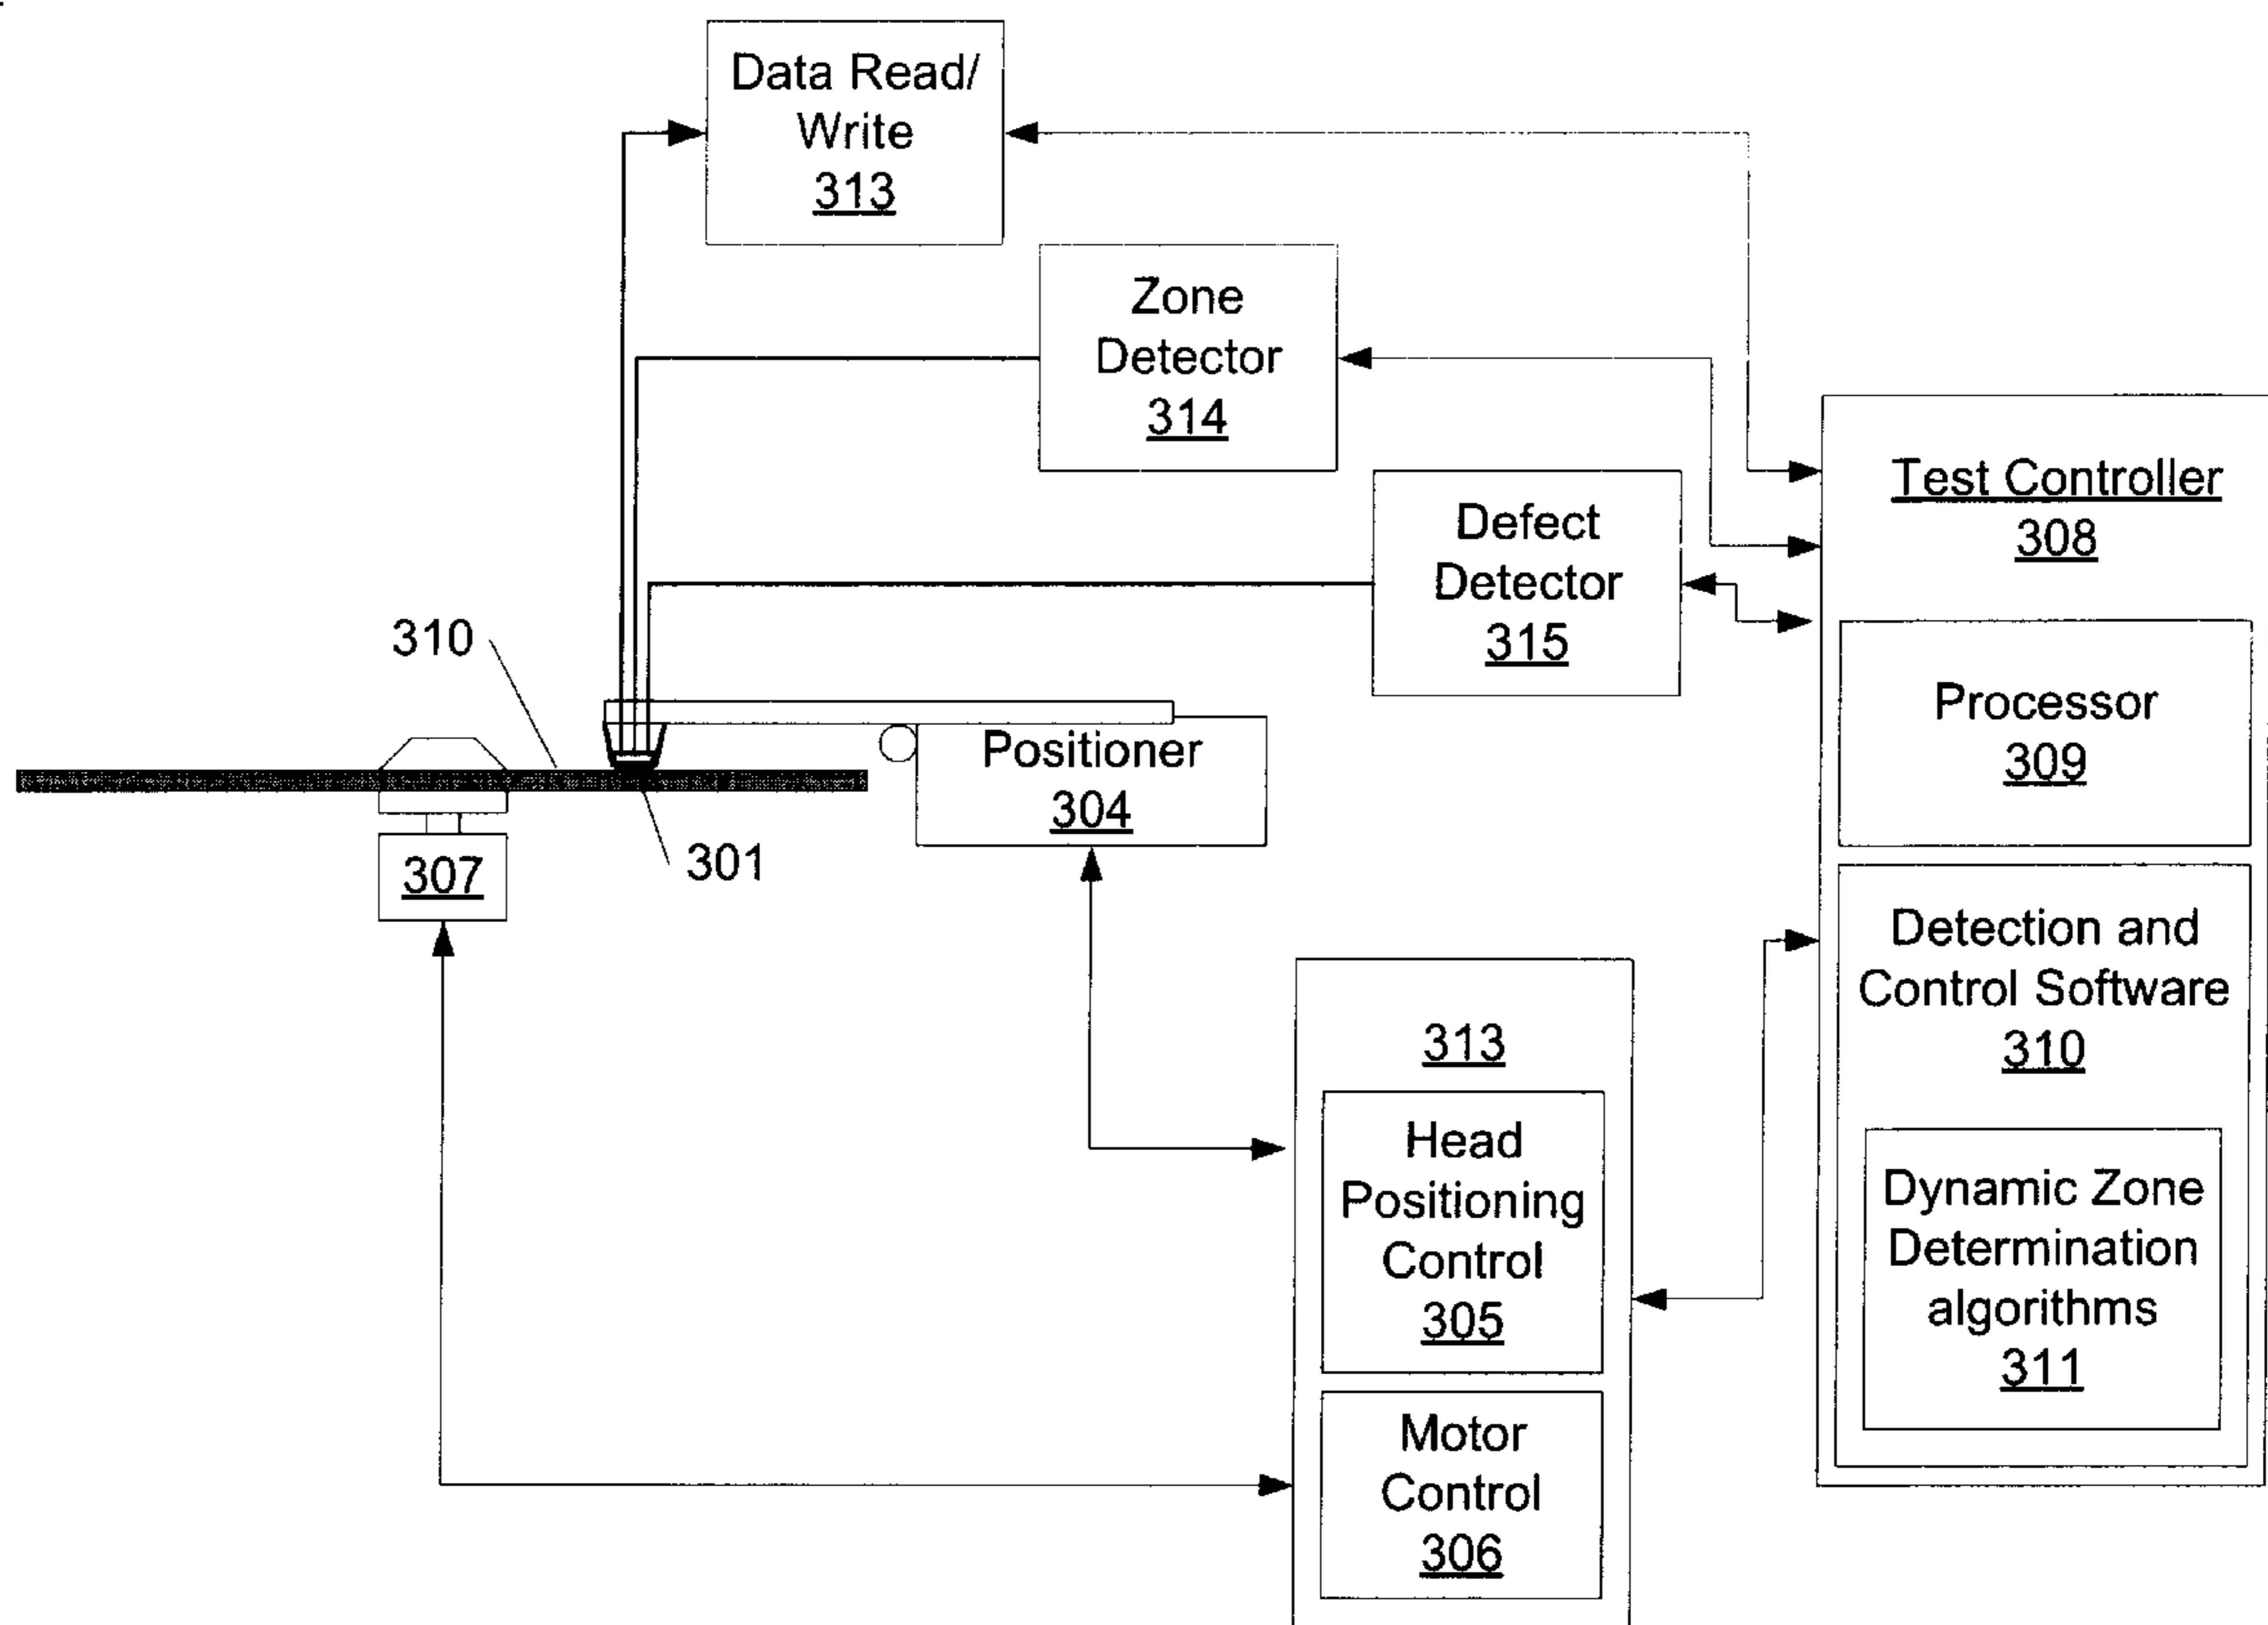 Data Read/
Write
313
Zone
Detector
314
Defect
Detector
315
Test Controller
308
Processor
309
Detection and
Control Software
310
Dynamic Zone
Determination
algorithms
311
310
Positioner
304
301
307
313
Head
Positioning
Control
305
Motor
Control
306